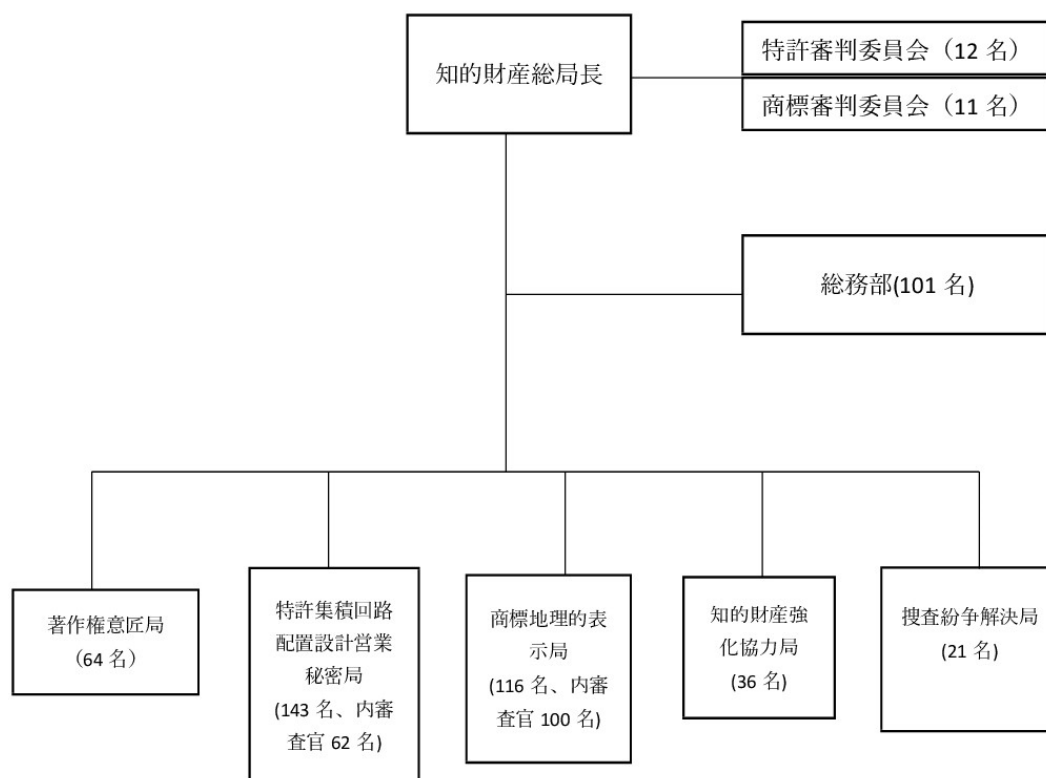 知的財産総局長
特許審判委員会（12 名）
商標審判委員会（11 名）
総務部(101 名)
著作権意匠局
（64 名）
特許集積回路
配置設計営業
秘密局
(143 名、内審
査官 62 名)
商標地理的表
示局
(116 名、内審
査官 100 名)
知的財産強
化協力局
(36 名)
捜査紛争解決局
(21 名)